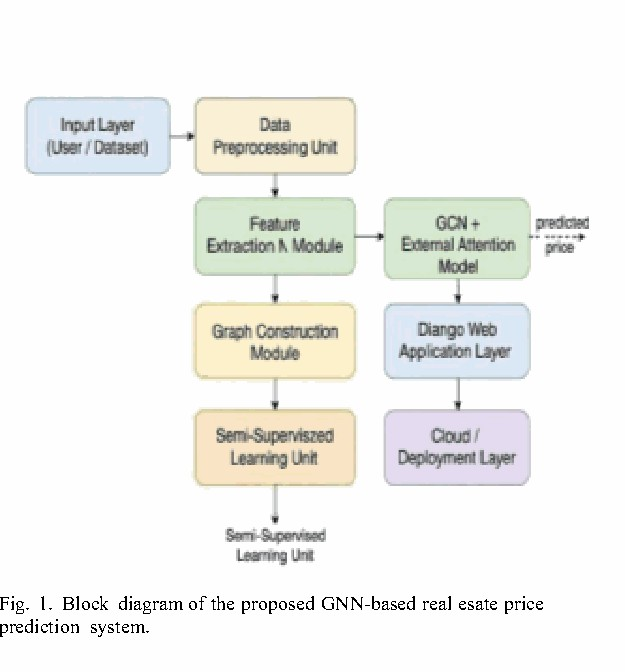 Input Layer
(User / Dataset)
Data
Preprocessing Unit
Feature
Extraction & Module
GCN +
External Attention
Model
predicted
price
Graph Construction
Module
Diango Web
Application Layer
Semi-Superviszed
Learning Unit
Cloud /
Deployment Layer
Semi-Supervised
Learning Unit
Fig. 1. Block diagram of the proposed GNN-based real esate price
prediction system.